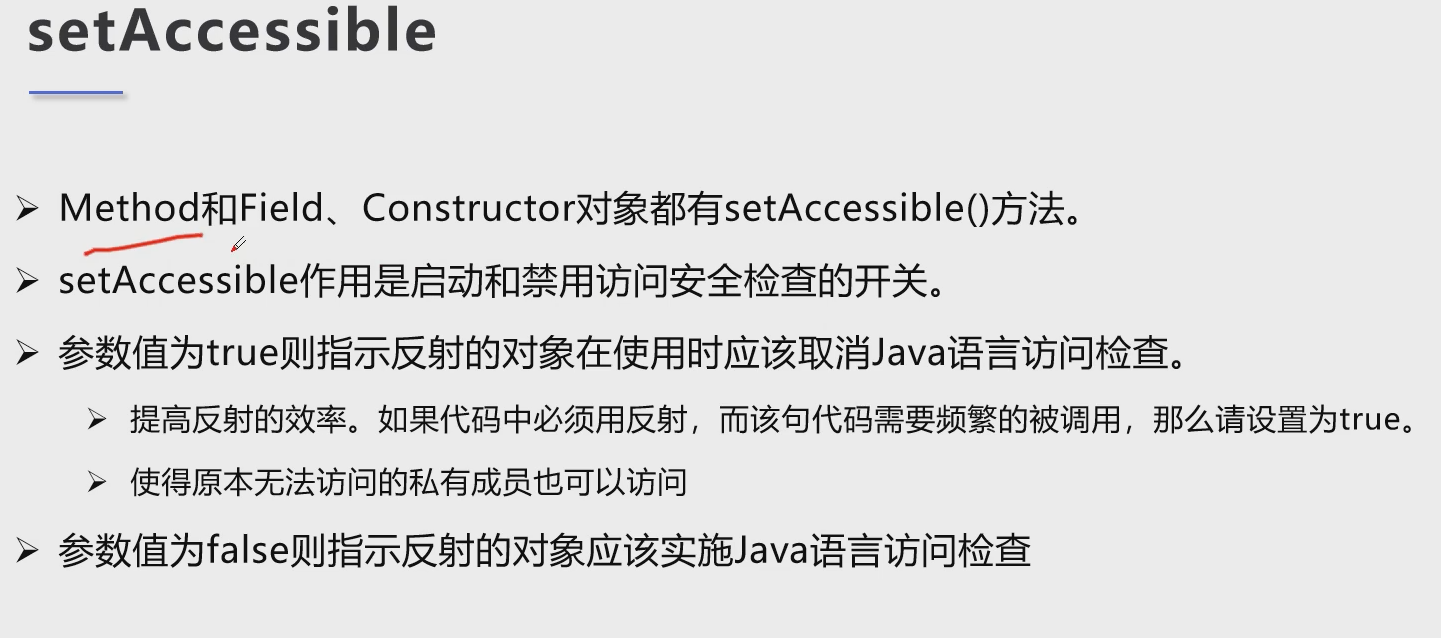 setAccessible
Method和Field、Constructor对象都有setAccessible()方法。
setAccessible作用是启动和禁用访问安全检查的开关。
参数值为true则指示反射的对象在使用时应该取消Java语言访问检查。
提高反射的效率。如果代码中必须用反射，而该句代码需要频繁的被调用，那么请设置为true。
使得原本无法访问的私有成员也可以访问
参数值为false则指示反射的对象应该实施Java语言访问检查